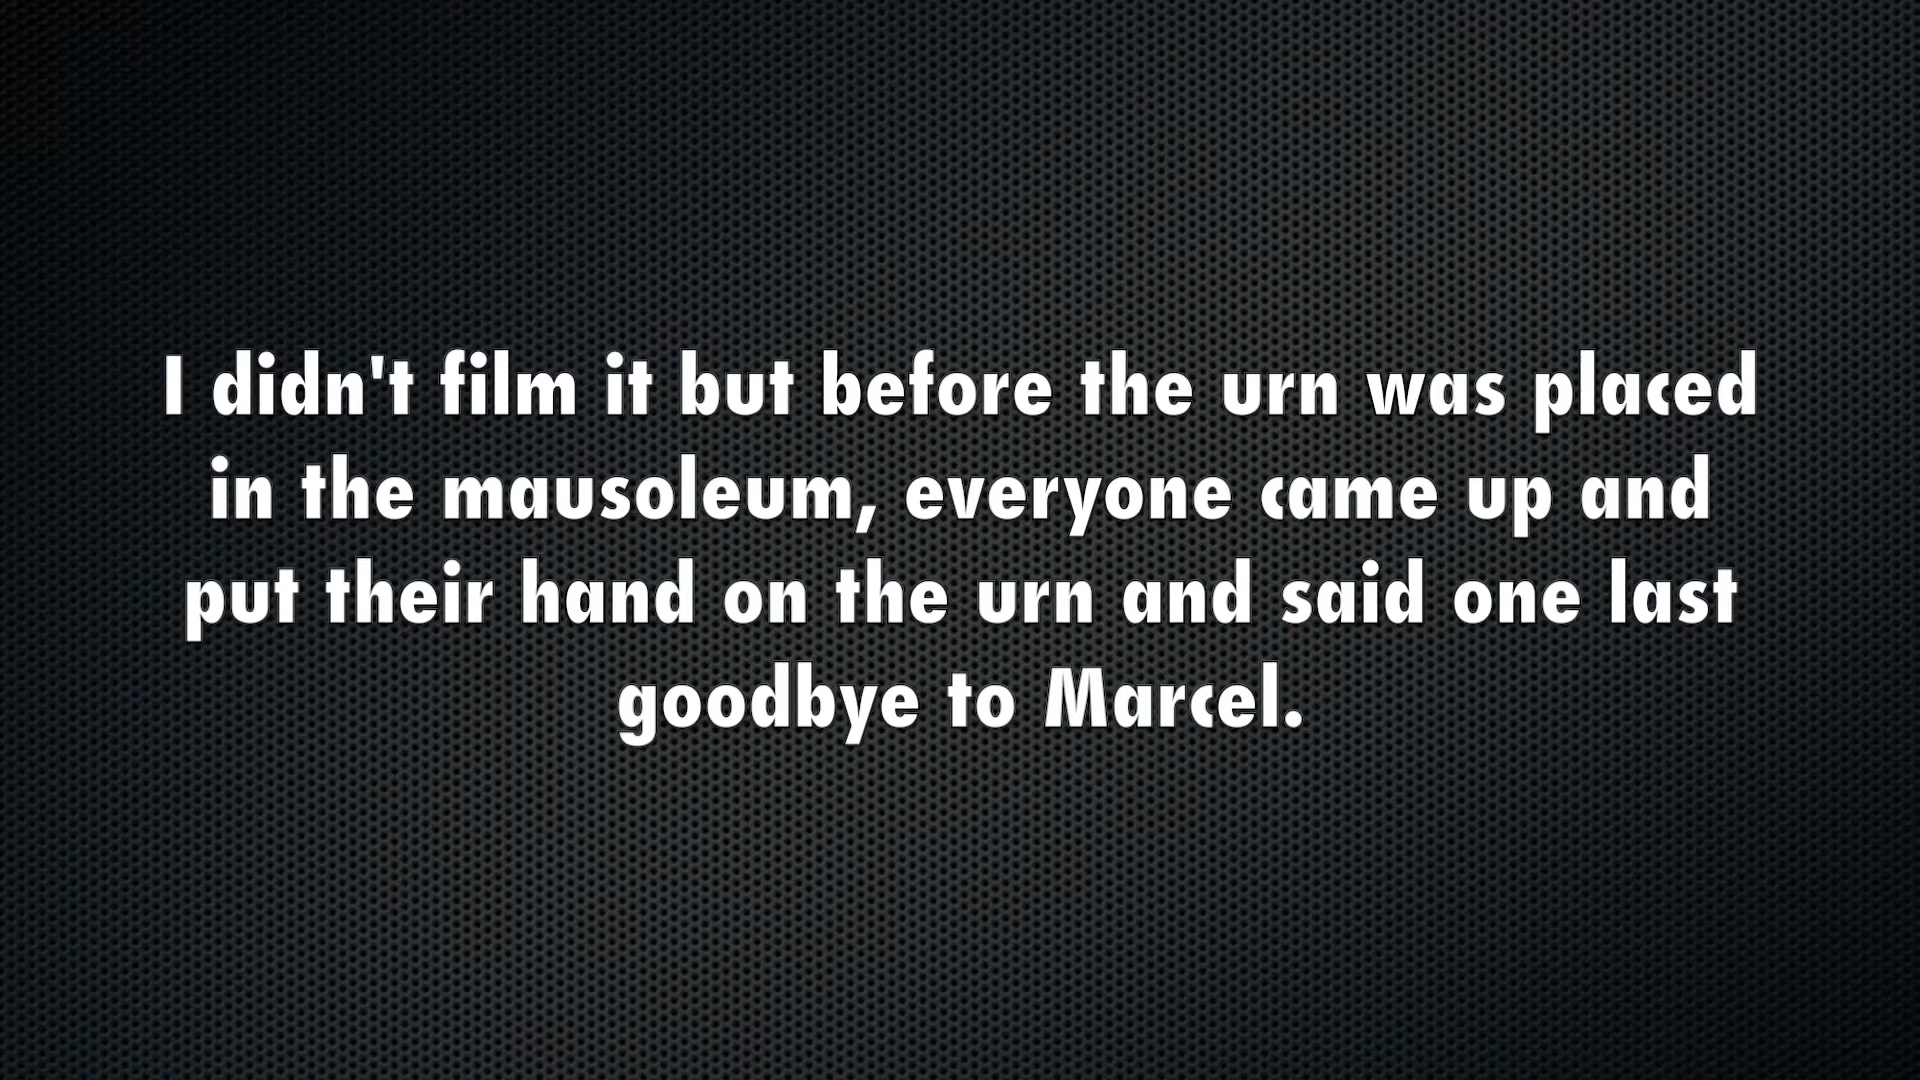 I didn't film it but before the urn was placed
in the mausoleum, everyone came up and
put their hand on the urn and said one last
goodbye to Marcel.